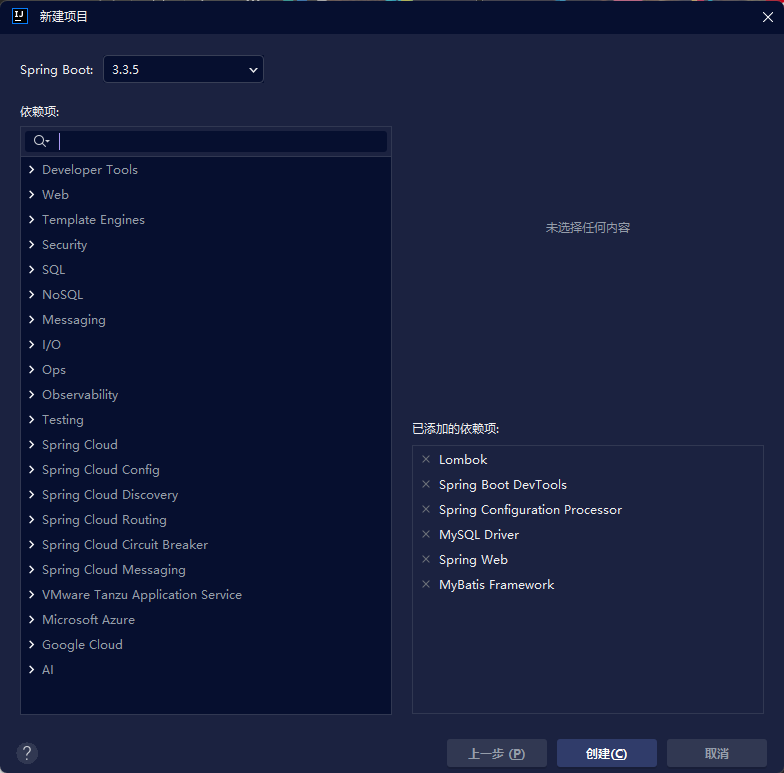 新建项目
Spring Boot: 3.3.5
依赖项:
Developer Tools
Web
Template Engines
Security
SQL
NoSQL
Messaging
I/O
Ops
Observability
Testing
Spring Cloud
Spring Cloud Config
Spring Cloud Discovery
Spring Cloud Routing
Spring Cloud Circuit Breaker
Spring Cloud Messaging
VMware Tanzu Application Service
Microsoft Azure
Google Cloud
AI
未选择任何内容
已添加的依赖项:
Lombok
Spring Boot DevTools
Spring Configuration Processor
MySQL Driver
Spring Web
MyBatis Framework
? 上一步 (P) 创建(C) 取消